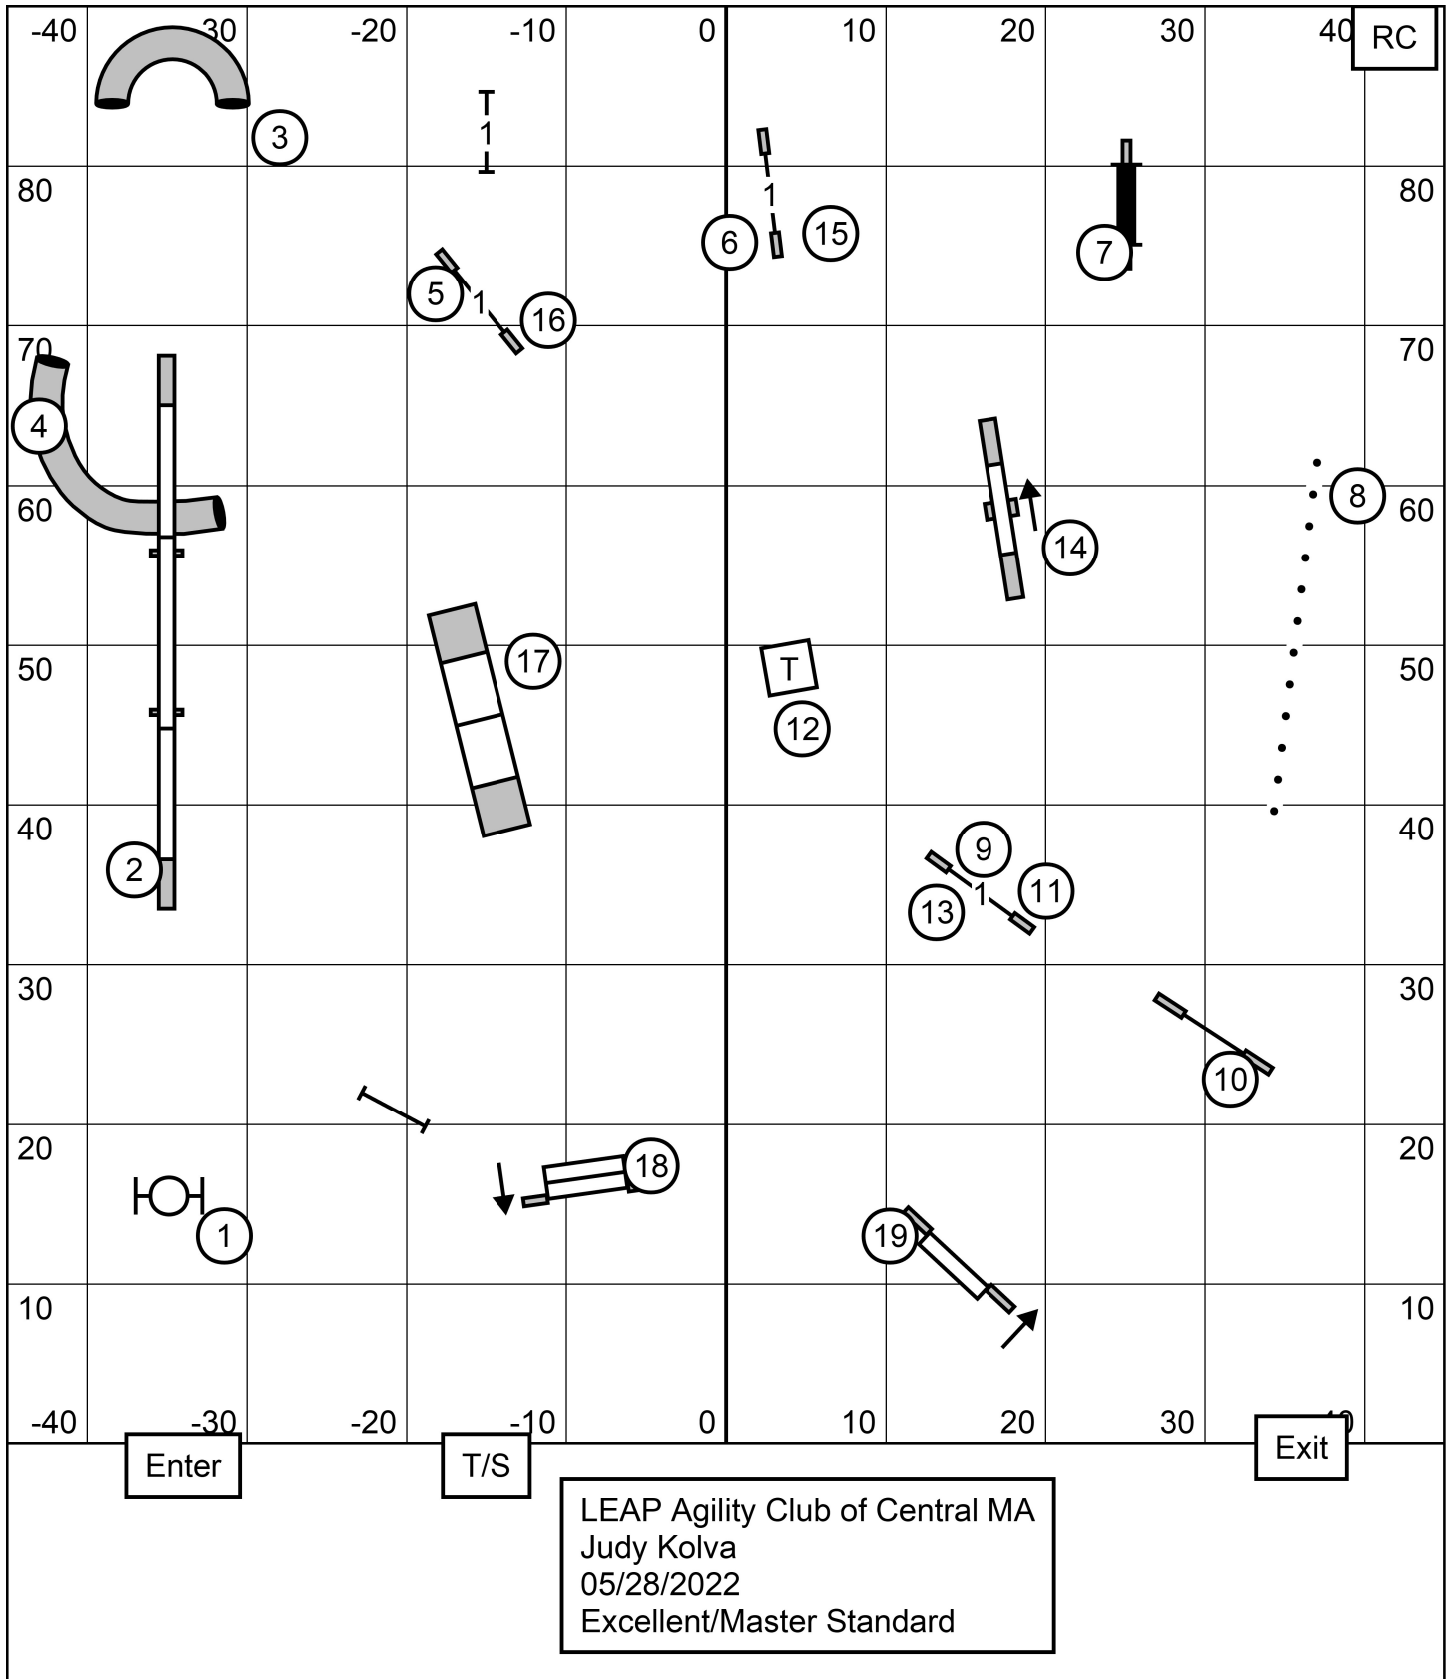 -40 30 -20 -10 0 10 20 30 40 RC
3
1
80 1 80
6 15 7
5 1 16
70 70
4
60 8 60
14
50 17 T 50
12
40 40
2 9
13 1 11
30 30
10
20 18 20
1 19
10 10
-40 -30 -20 -10 0 10 20 30 40
Enter T/S Exit
LEAP Agility Club of Central MA
Judy Kolva
05/28/2022
Excellent/Master Standard